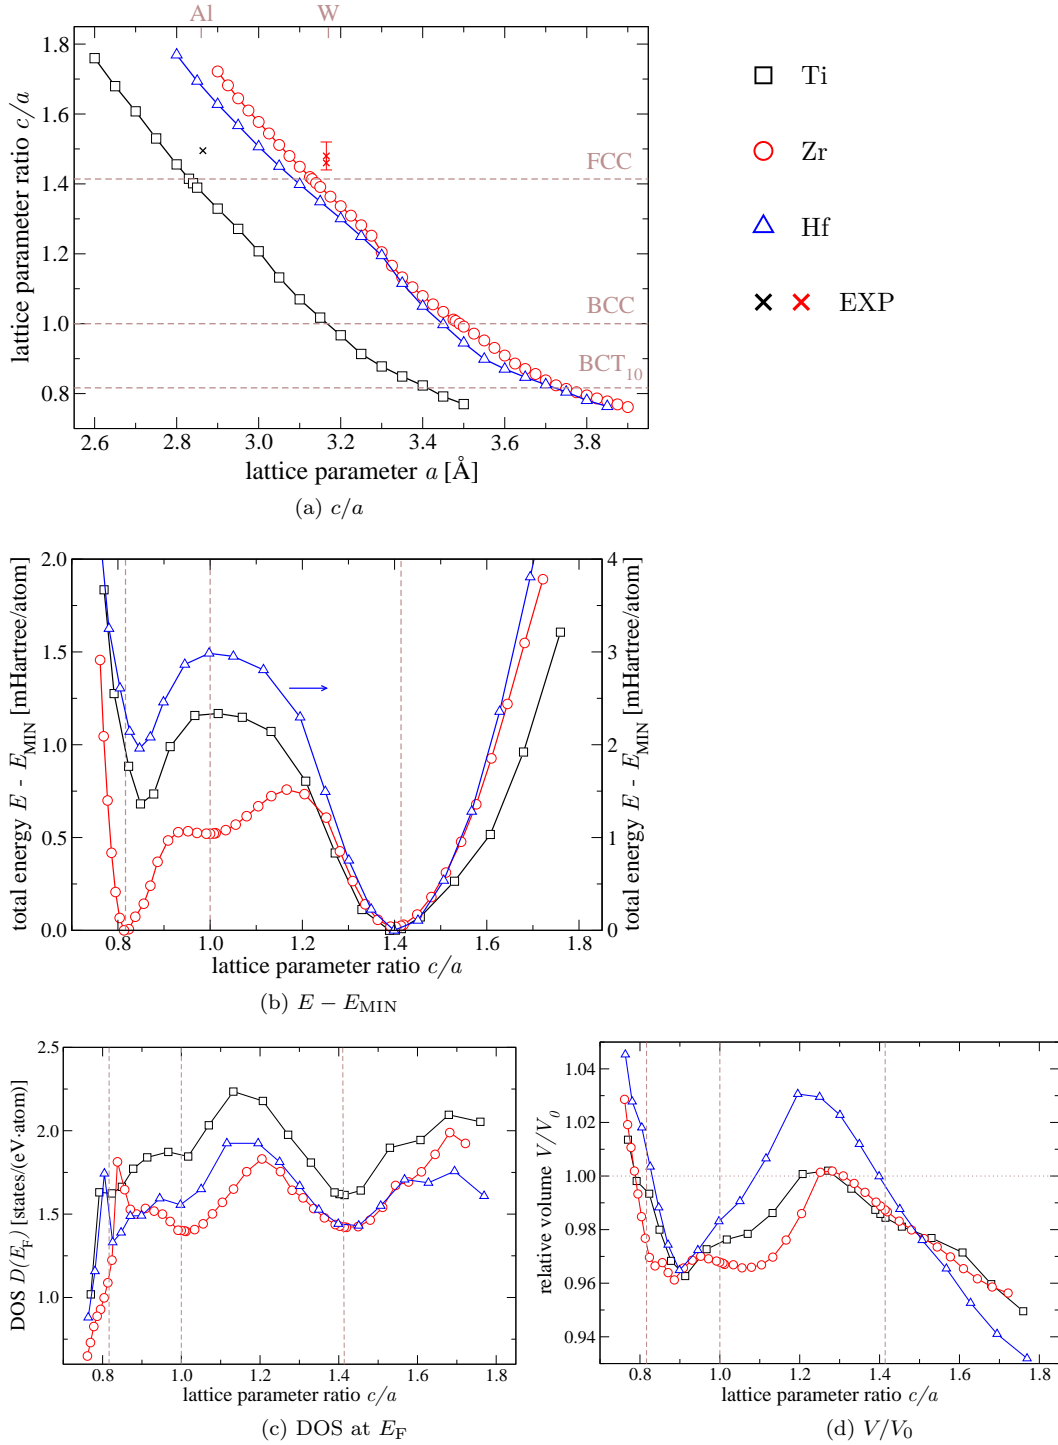 Al W
1.8
1.6
1.4
1.2
1.0
0.8
lattice parameter ratio c/a
FCC
BCC
BCT10
2.6 2.8 3.0 3.2 3.4 3.6 3.8
lattice parameter a [Å]
(a) c/a
Ti
Zr
Hf
EXP
2.0
1.5
1.0
0.5
0.0
total energy E - EMIN [mHartree/atom]
4
3
2
1
0
total energy E - EMIN [mHartree/atom]
0.8 1.0 1.2 1.4 1.6 1.8
lattice parameter ratio c/a
(b) E − EMIN
2.5
2.0
1.5
1.0
DOS D(EF) [states/(eV·atom)]
0.8 1.0 1.2 1.4 1.6 1.8
lattice parameter ratio c/a
(c) DOS at EF
1.04
1.02
1.00
0.98
0.96
0.94
relative volume V/V0
0.8 1.0 1.2 1.4 1.6 1.8
lattice parameter ratio c/a
(d) V/V0